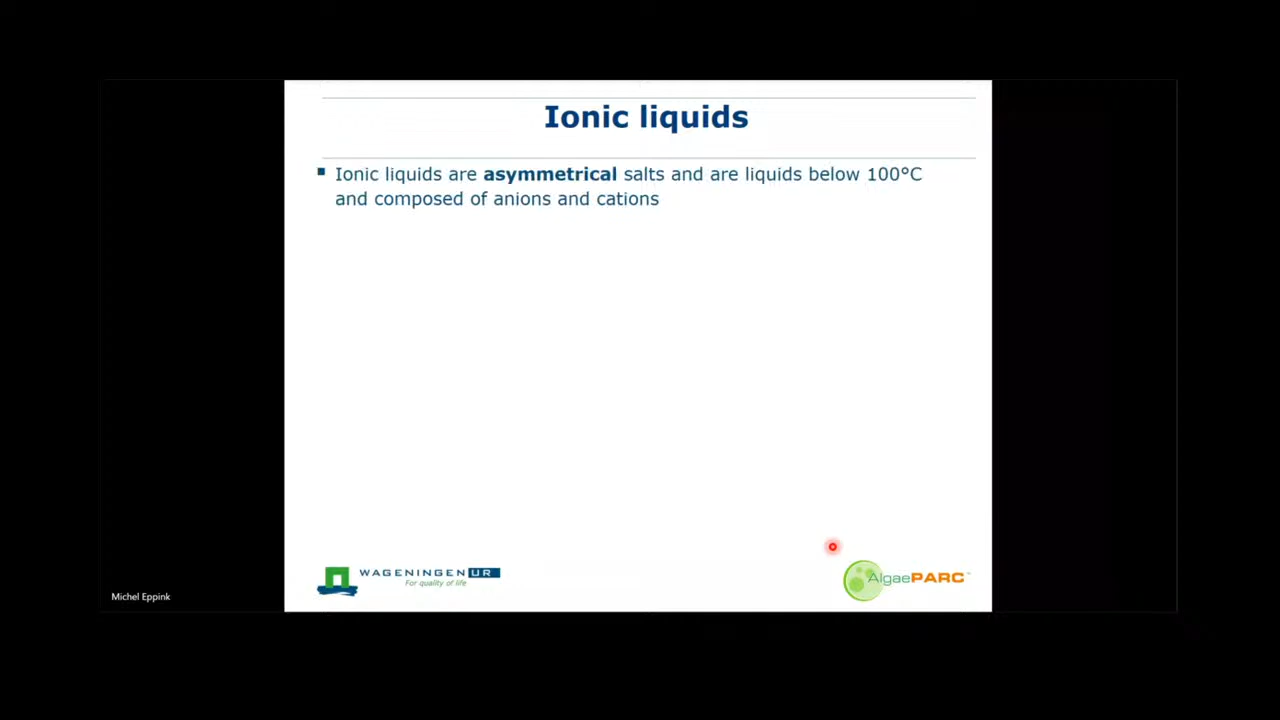 Ionic liquids
Ionic liquids are asymmetrical salts and are liquids below 100°C
and composed of anions and cations
WAGENINGEN UR
For quality of life
AlgaePARC™
Michel Eppink